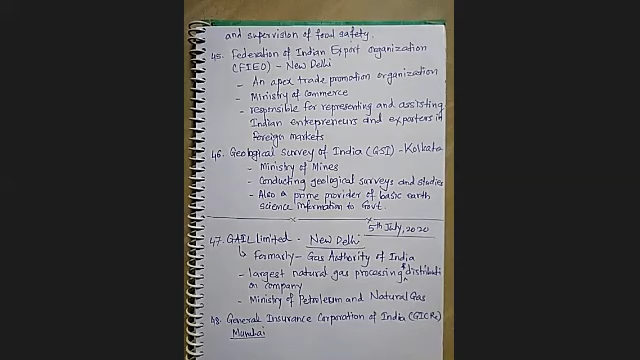 and supervision of food safety.
45. Federation of Indian Export Organization
(FIEO) - New Delhi
- An apex trade promotion organization
- Ministry of Commerce
- responsible for representing and assisting
Indian entrepreneurs and exporters in
foreign markets
46. Geological Survey of India (GSI) - Kolkata
- Ministry of Mines
- Conducting geological surveys and studies
- Also a prime provider of basic earth
science information to Govt.
5th July, 2020
47. GAIL Limited - New Delhi
Formarly - Gas Authority of India
- largest natural gas processing & distributi
on company
- Ministry of Petroleum and Natural Gas
48. General Insurance Corporation of India (GICRe)
Mumbai